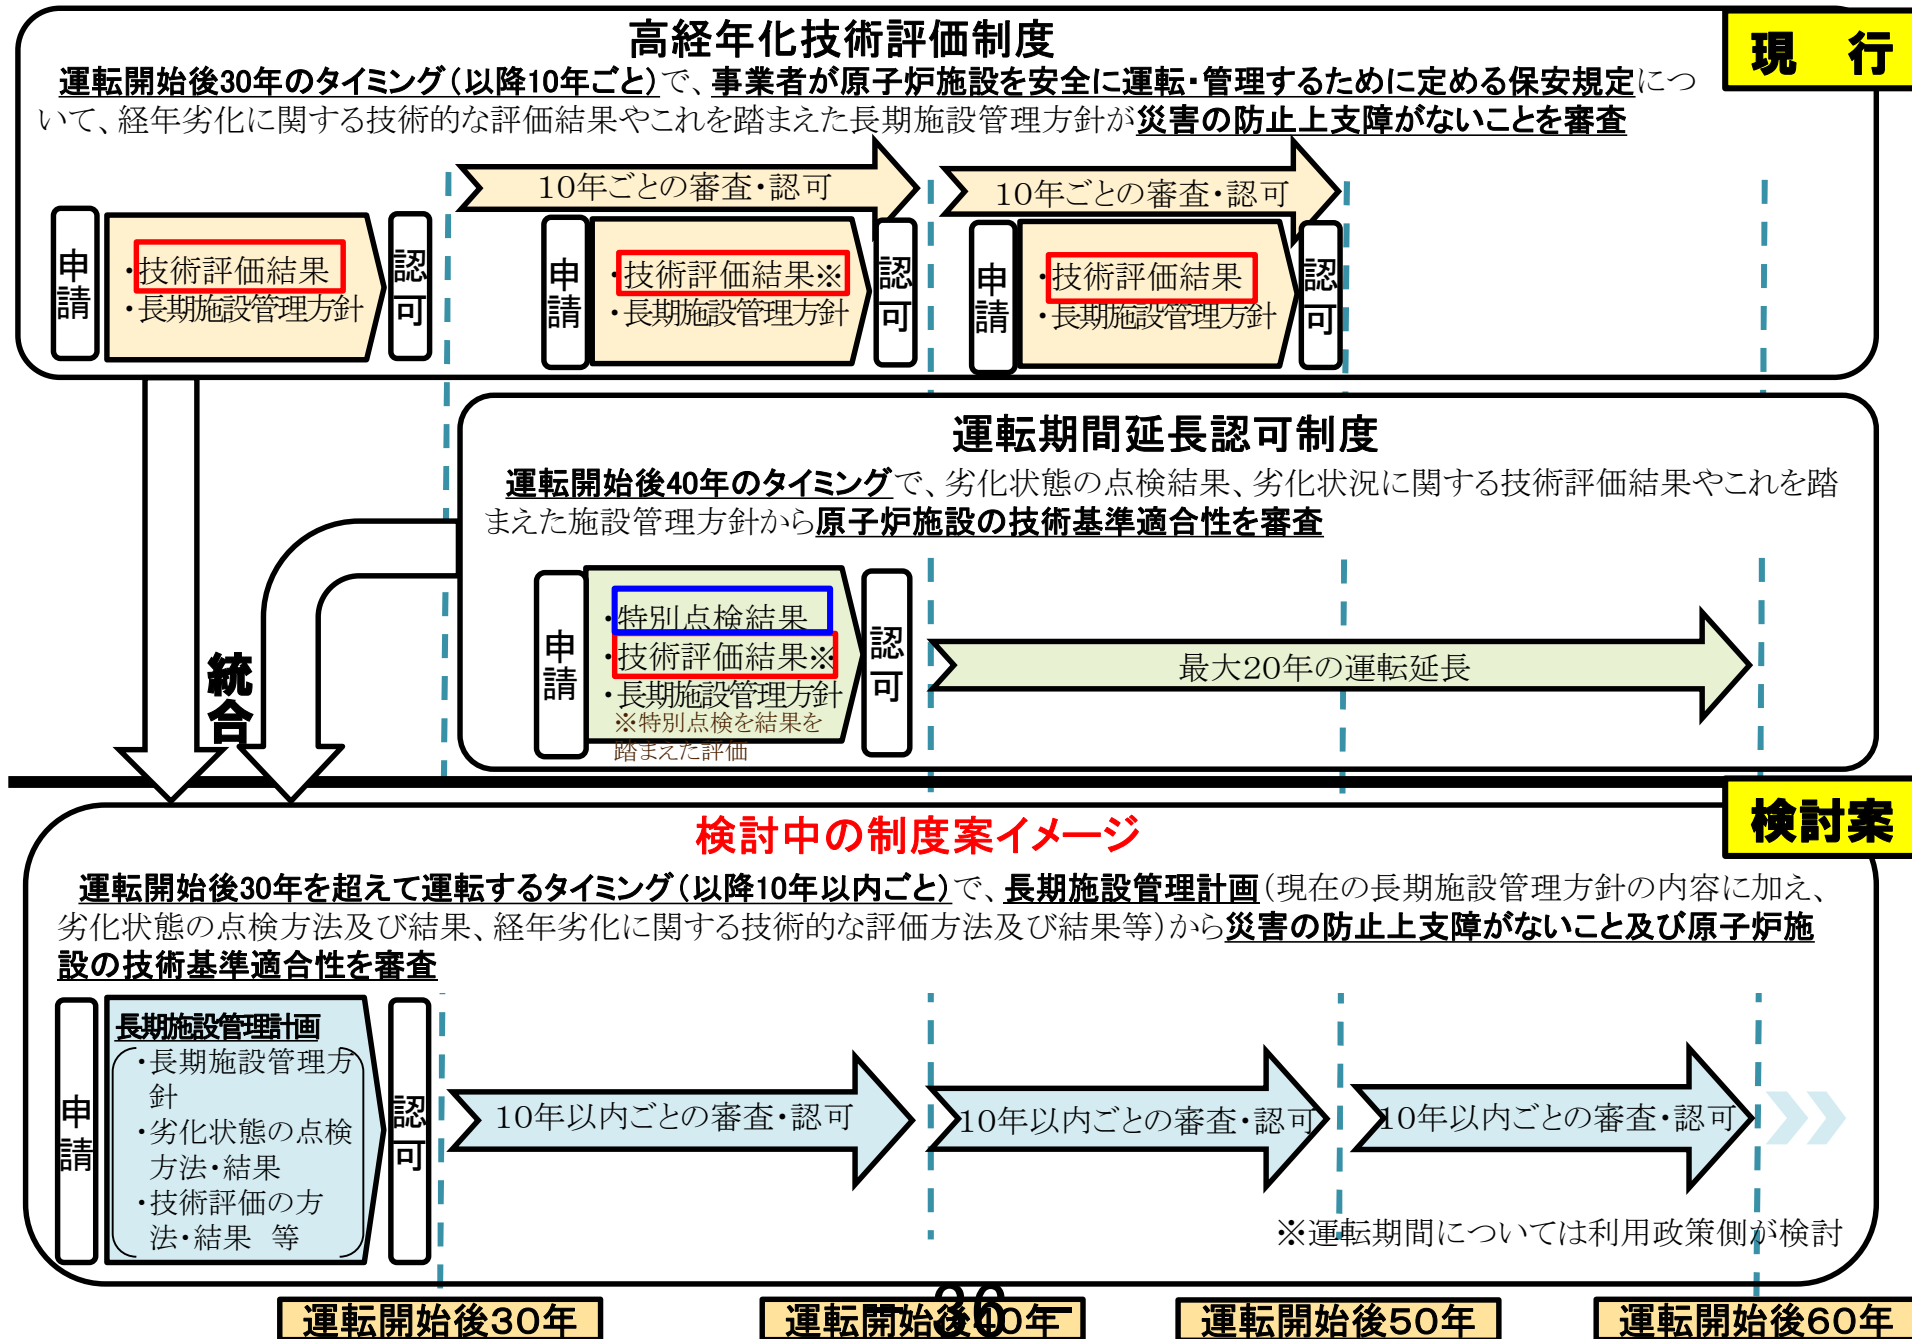 高経年化技術評価制度
現　行
運転開始後30年のタイミング（以降10年ごと）で、事業者が原子炉施設を安全に運転・管理するために定める保安規定につ
いて、経年劣化に関する技術的な評価結果やこれを踏まえた長期施設管理方針が災害の防止上支障がないことを審査
10年ごとの審査・認可
10年ごとの審査・認可
申請
・技術評価結果
・長期施設管理方針
認可
申請
・技術評価結果※
・長期施設管理方針
認可
申請
・技術評価結果
・長期施設管理方針
認可
運転期間延長認可制度
運転開始後40年のタイミングで、劣化状態の点検結果、劣化状況に関する技術評価結果やこれを踏
まえた施設管理方針から原子炉施設の技術基準適合性を審査
申請
・特別点検結果
・技術評価結果※
・長期施設管理方針
※特別点検を結果を
踏まえた評価
認可
最大20年の運転延長
統合
検討案
検討中の制度案イメージ
運転開始後30年を超えて運転するタイミング（以降10年以内ごと）で、長期施設管理計画（現在の長期施設管理方針の内容に加え、
劣化状態の点検方法及び結果、経年劣化に関する技術的な評価方法及び結果等）から災害の防止上支障がないこと及び原子炉施
設の技術基準適合性を審査
申請
長期施設管理計画
・長期施設管理方
針
・劣化状態の点検
方法・結果
・技術評価の方
法・結果　等
認可
10年以内ごとの審査・認可
10年以内ごとの審査・認可
10年以内ごとの審査・認可
※運転期間については利用政策側が検討
運転開始後30年
運転開始後40年
運転開始後50年
運転開始後60年
－ 36 －